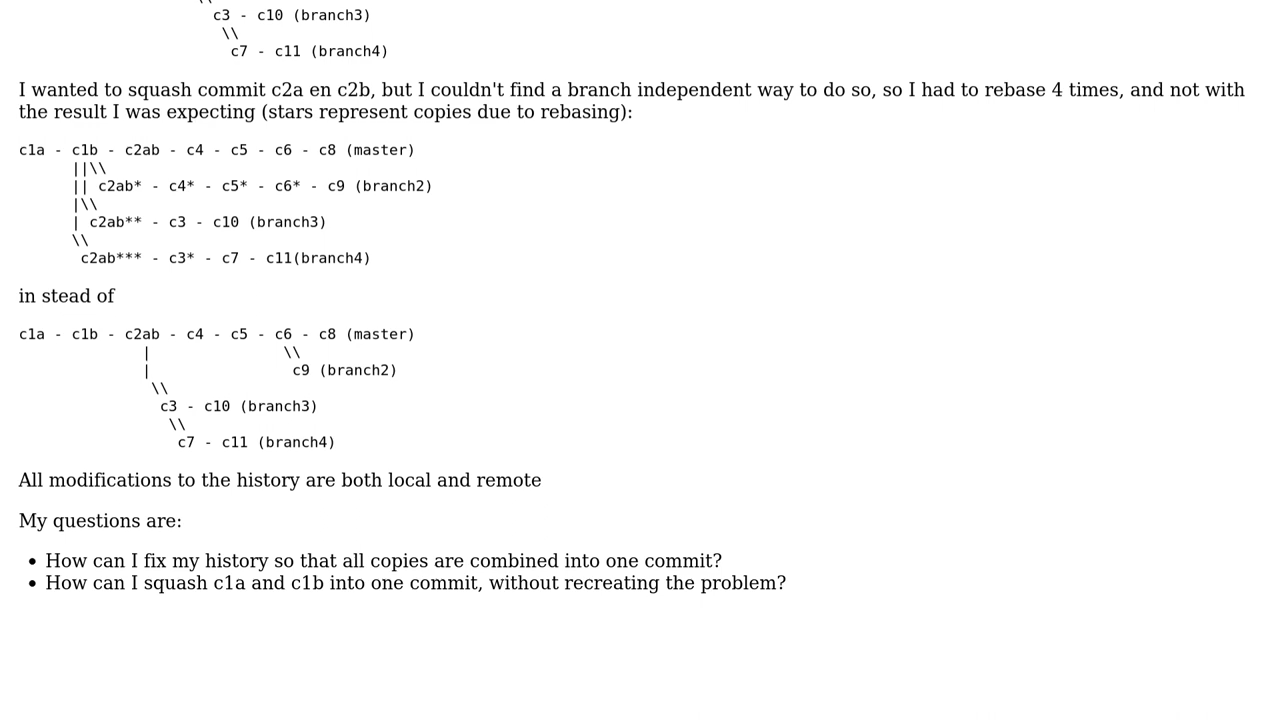 \\
c3 - c10 (branch3)
\\
c7 - c11 (branch4)
I wanted to squash commit c2a en c2b, but I couldn't find a branch independent way to do so, so I had to rebase 4 times, and not with
the result I was expecting (stars represent copies due to rebasing):
c1a - c1b - c2ab - c4 - c5 - c6 - c8 (master)
||\\
|| c2ab* - c4* - c5* - c6* - c9 (branch2)
|\\
| c2ab** - c3 - c10 (branch3)
\\
c2ab*** - c3* - c7 - c11(branch4)
in stead of
c1a - c1b - c2ab - c4 - c5 - c6 - c8 (master)
| \\
| c9 (branch2)
\\
c3 - c10 (branch3)
\\
c7 - c11 (branch4)
All modifications to the history are both local and remote
My questions are:
• How can I fix my history so that all copies are combined into one commit?
• How can I squash c1a and c1b into one commit, without recreating the problem?